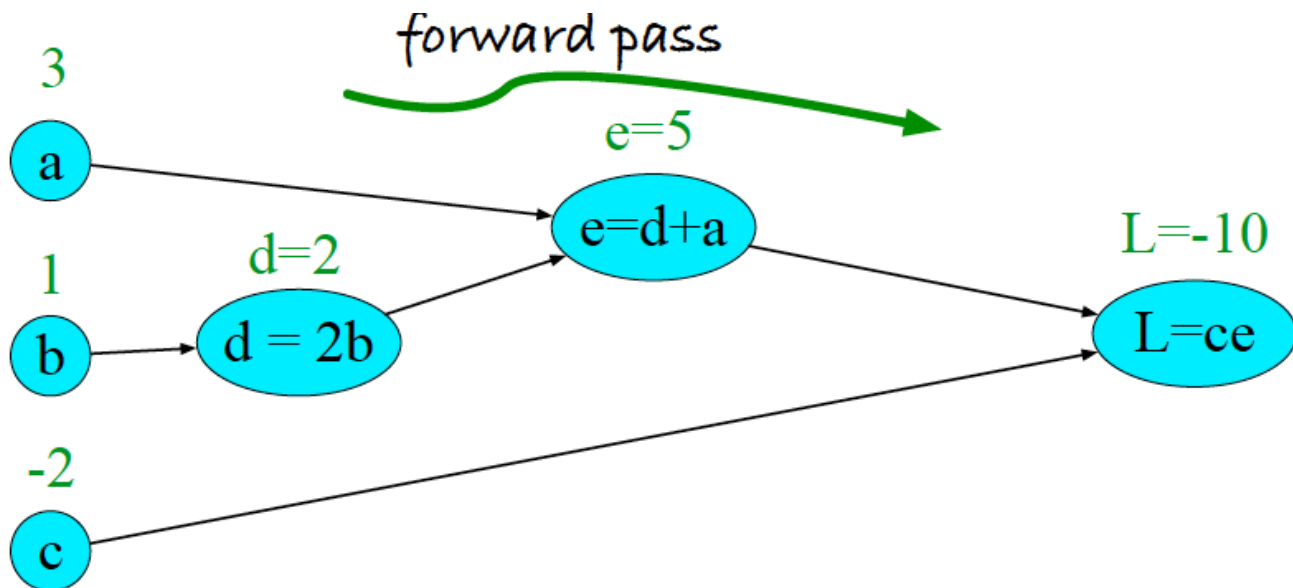 forward pass
3
a
e=5
e=d+a
1
b
d=2
d = 2b
L=-10
L=ce
-2
c